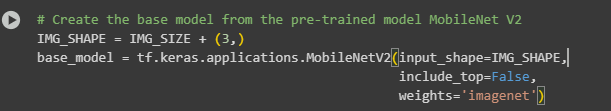 # Create the base model from the pre-trained model MobileNet V2
IMG_SHAPE = IMG_SIZE + (3,)
base_model = tf.keras.applications.MobileNetV2(input_shape=IMG_SHAPE,
                                               include_top=False,
                                               weights='imagenet')